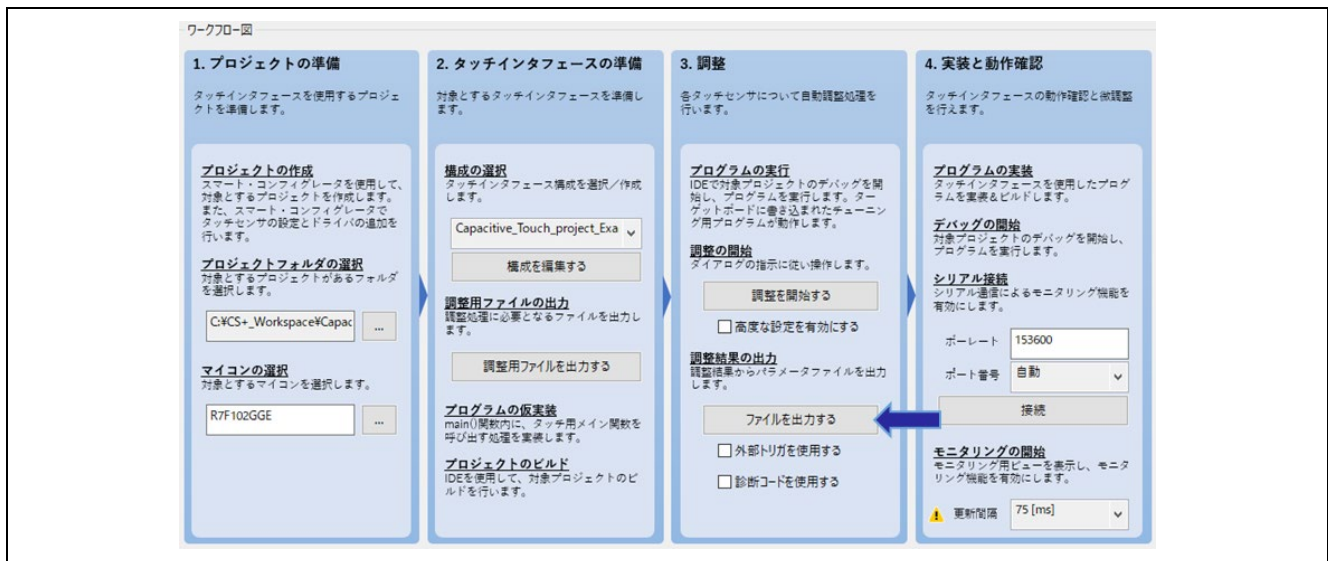 ワークフロー図
1. プロジェクトの準備
タッチインタフェースを使用するプロジェ
クトを準備します。
プロジェクトの作成
スマート・コンフィグレータを使用して、
対象とするプロジェクトを作成します。
また、スマート・コンフィグレータで
タッチセンサの設定とドライバの追加を
行います。
プロジェクトフォルダの選択
対象とするプロジェクトがあるフォルダ
を選択します。
C:¥CS+_Workspace¥Capac
...
マイコンの選択
対象とするマイコンを選択します。
R7F102GGE
...
2. タッチインタフェースの準備
対象とするタッチインタフェースを準備し
ます。
構成の選択
タッチインタフェース構成を選択／作成
します。
Capacitive_Touch_project_Exa
構成を編集する
調整用ファイルの出力
調整処理に必要となるファイルを出力し
ます。
調整用ファイルを出力する
プログラムの仮実装
main()関数内に、タッチ用メイン関数を
呼び出す処理を実装します。
プロジェクトのビルド
IDEを使用して、対象プロジェクトのビ
ルドを行います。
3. 調整
各タッチセンサについて自動調整処理を
行います。
プログラムの実行
IDEで対象プロジェクトのデバッグを開
始し、プログラムを実行します。ター
ゲットボードに書き込まれたチューニン
グ用プログラムが動作します。
調整の開始
ダイアログの指示に従い操作します。
調整を開始する
高度な設定を有効にする
調整結果の出力
調整結果からパラメータファイルを出力
します。
ファイルを出力する
外部トリガを使用する
診断コードを使用する
4. 実装と動作確認
タッチインタフェースの動作確認と微調整
を行えます。
プログラムの実装
タッチインタフェースを使用したプログ
ラムを実装&ビルドします。
デバッグの開始
対象プロジェクトのデバッグを開始し、
プログラムを実行します。
シリアル接続
シリアル通信によるモニタリング機能を
有効にします。
ボーレート 153600
ポート番号 自動
接続
モニタリングの開始
モニタリング用ビューを表示し、モニタ
リング機能を有効にします。
更新間隔 75 [ms]